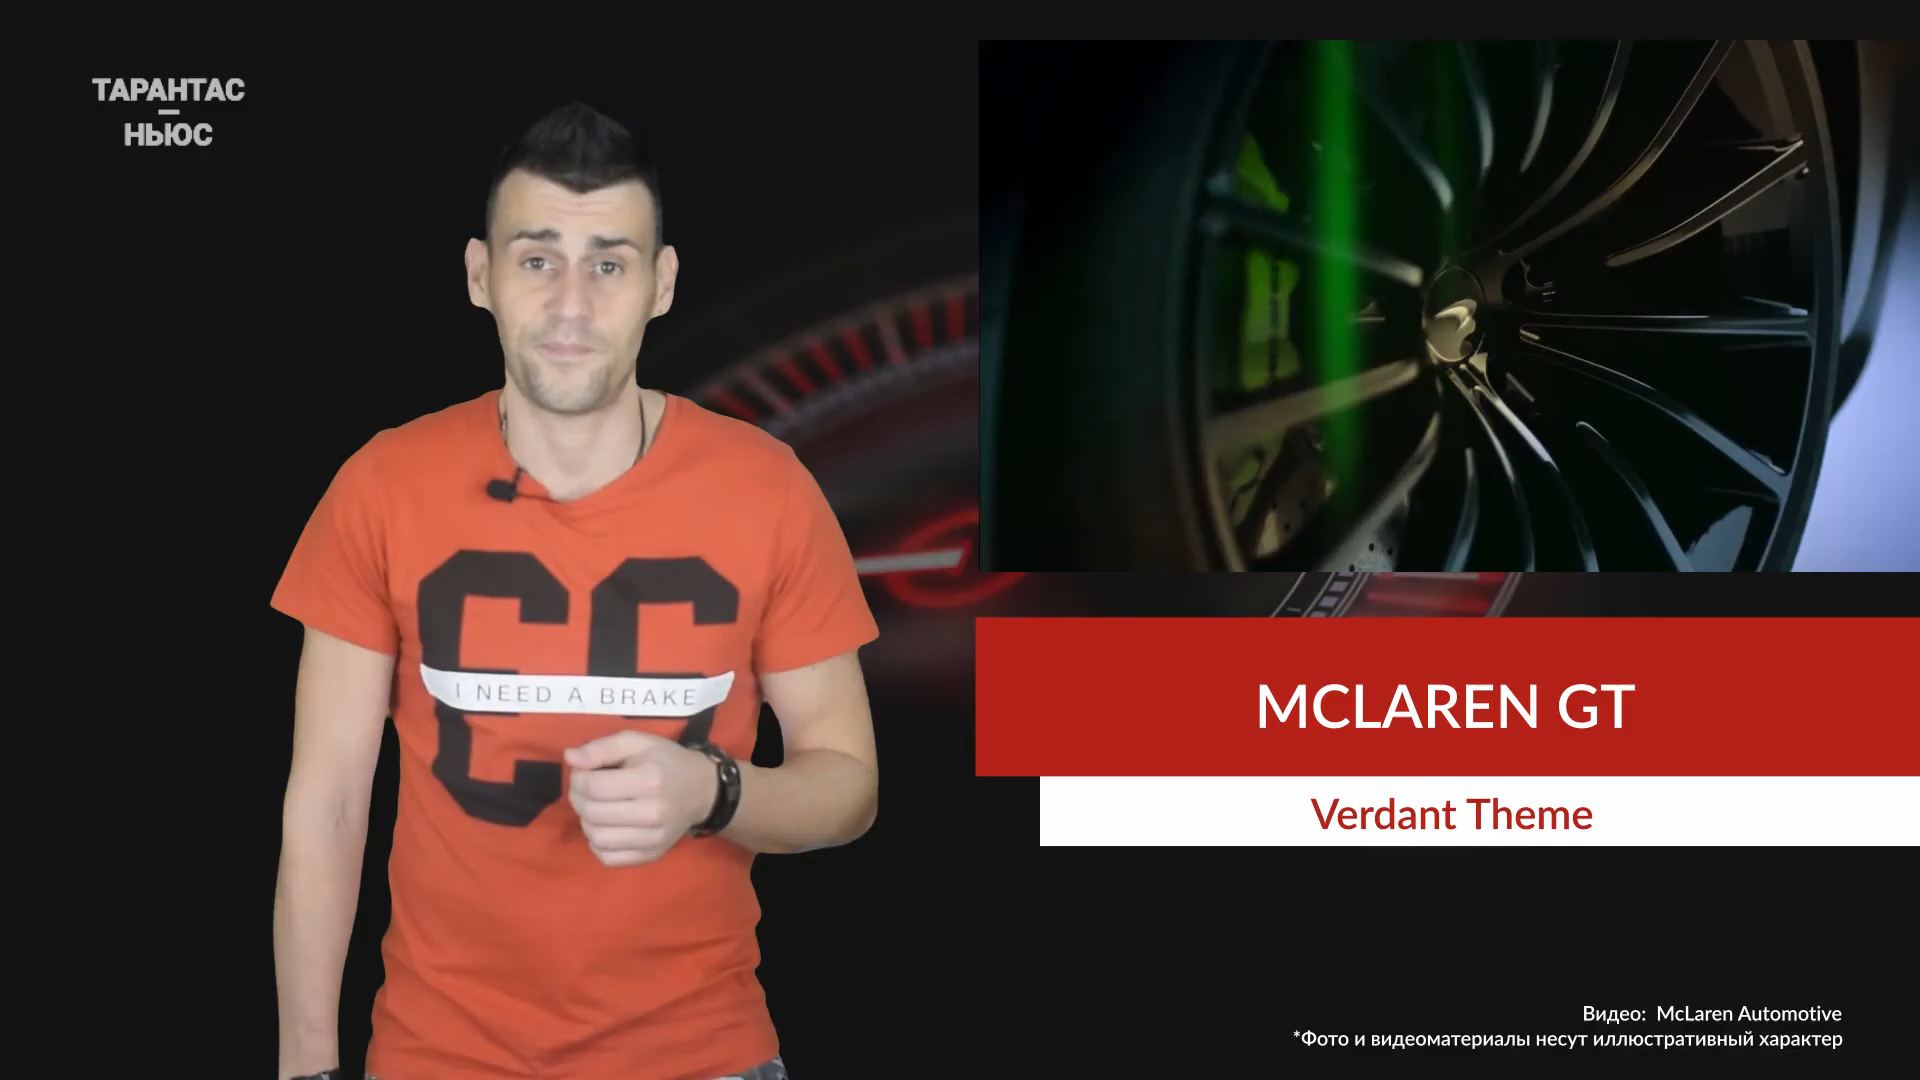 ТАРАНТАС
–
НЬЮС
I NEED A BRAKE
MCLAREN GT
Verdant Theme
Видео: McLaren Automotive
*Фото и видеоматериалы несут иллюстративный характер